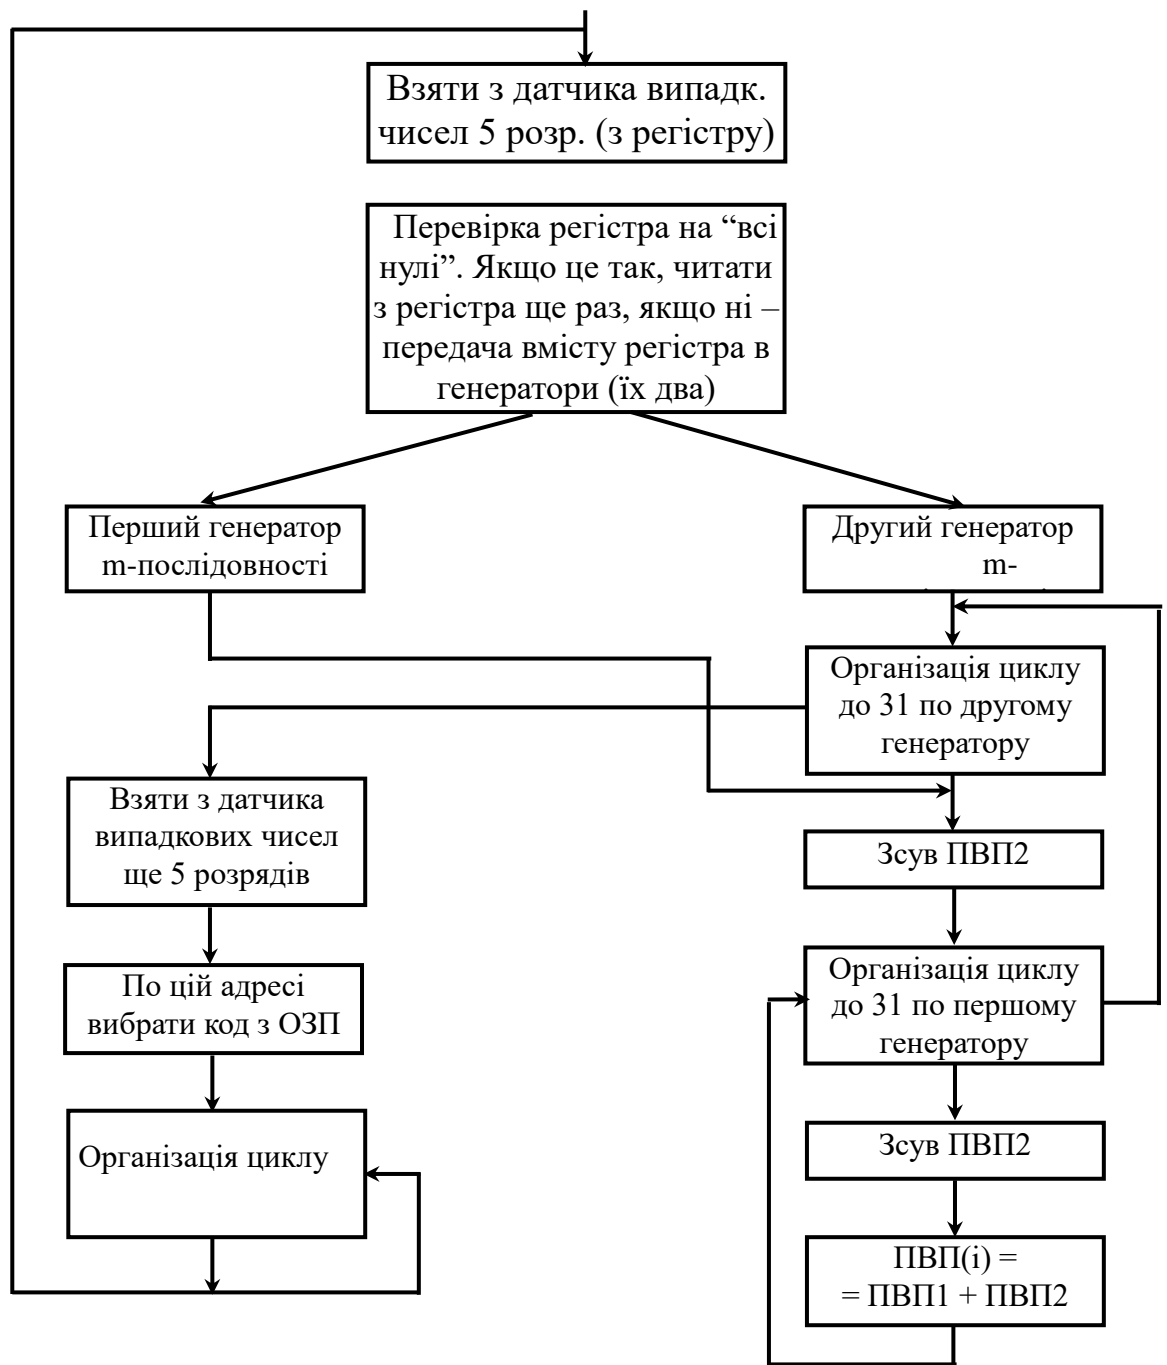 Взяти з датчика випадк.
чисел 5 розр. (з регістру)
Перевірка регістра на “всі
нулі”. Якщо це так, читати
з регістра ще раз, якщо ні –
передача вмісту регістра в
генератори (їх два)
Перший генератор
m-послідовності
Другий генератор
m-
Організація циклу
до 31 по другому
генератору
Взяти з датчика
випадкових чисел
ще 5 розрядів
Зсув ПВП2
По цій адресі
вибрати код з ОЗП
Організація циклу
до 31 по першому
генератору
Організація циклу
Зсув ПВП2
ПВП(і) =
= ПВП1 + ПВП2